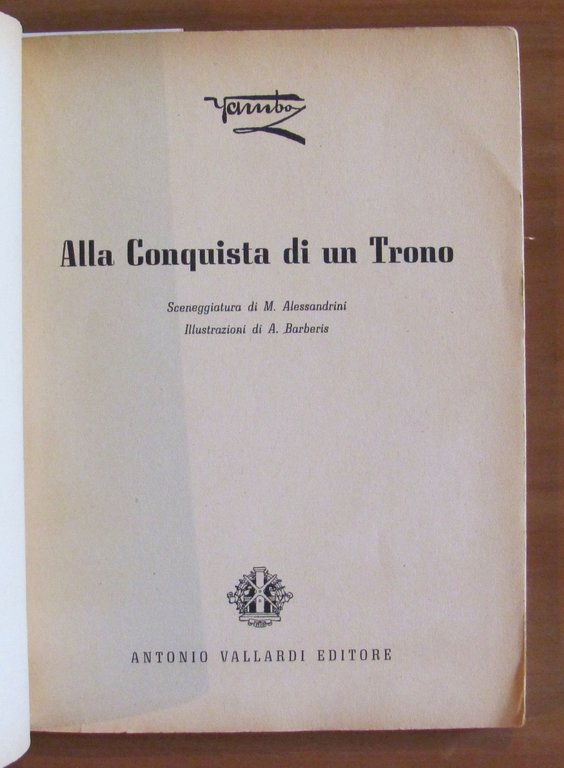 Yambo
Alla Conquista di un Trono
Sceneggiatura di M. Alessandrini
Illustrazioni di A. Barberis
ANTONIO VALLARDI EDITORE